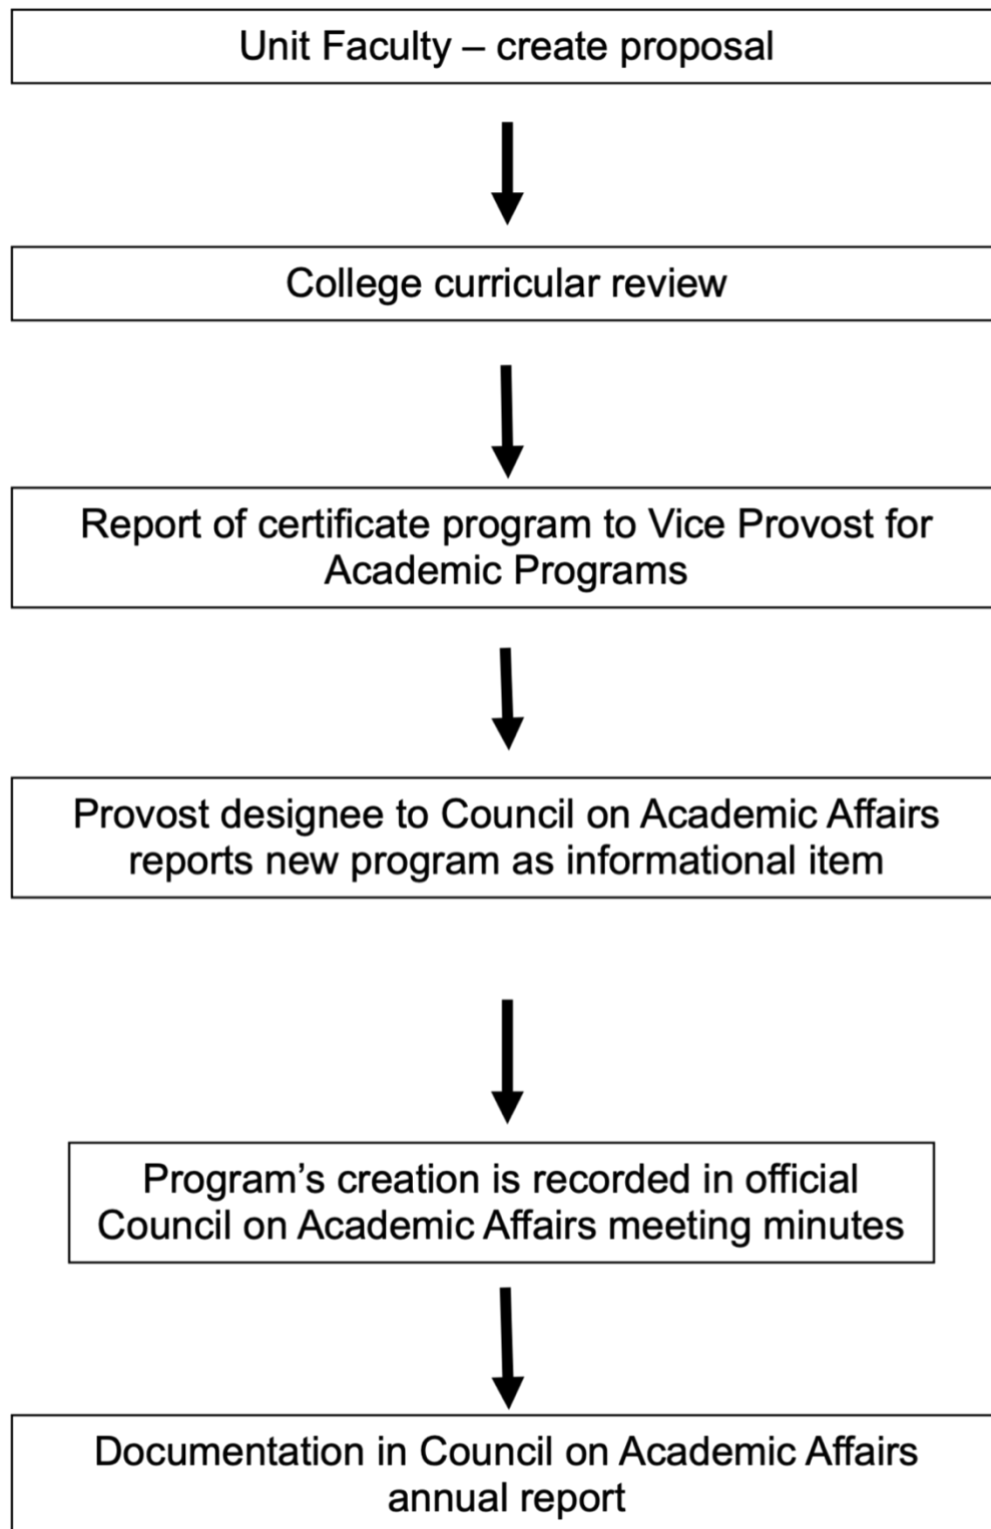 Unit Faculty – create proposal
College curricular review
Report of certificate program to Vice Provost for
Academic Programs
Provost designee to Council on Academic Affairs
reports new program as informational item
Program’s creation is recorded in official
Council on Academic Affairs meeting minutes
Documentation in Council on Academic Affairs
annual report